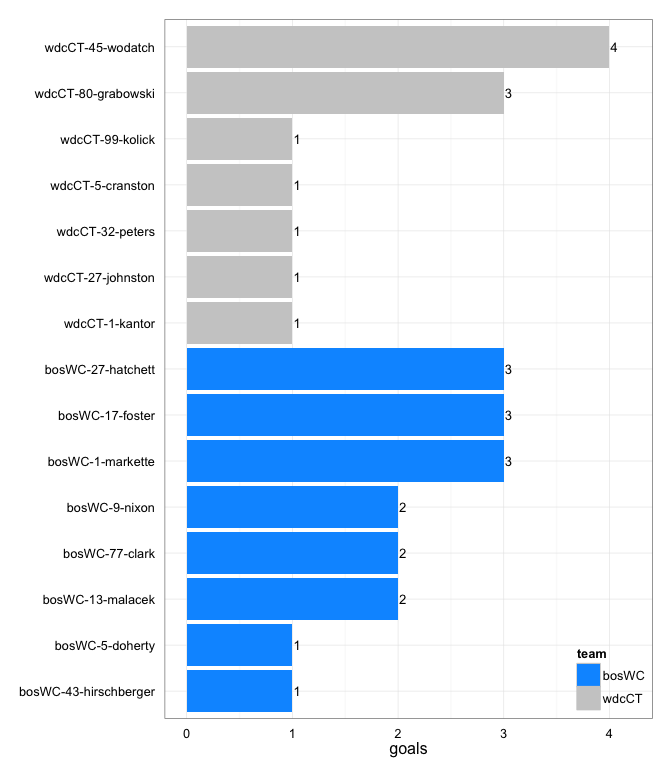 wdcCT-45-wodatch 4
wdcCT-80-grabowski 3
wdcCT-99-kolick 1
wdcCT-5-cranston 1
wdcCT-32-peters 1
wdcCT-27-johnston 1
wdcCT-1-kantor 1
bosWC-27-hatchett 3
bosWC-17-foster 3
bosWC-1-markette 3
bosWC-9-nixon 2
bosWC-77-clark 2
bosWC-13-malacek 2
bosWC-5-doherty 1
bosWC-43-hirschberger 1
team
bosWC
wdcCT
0 1 2 3 4
goals